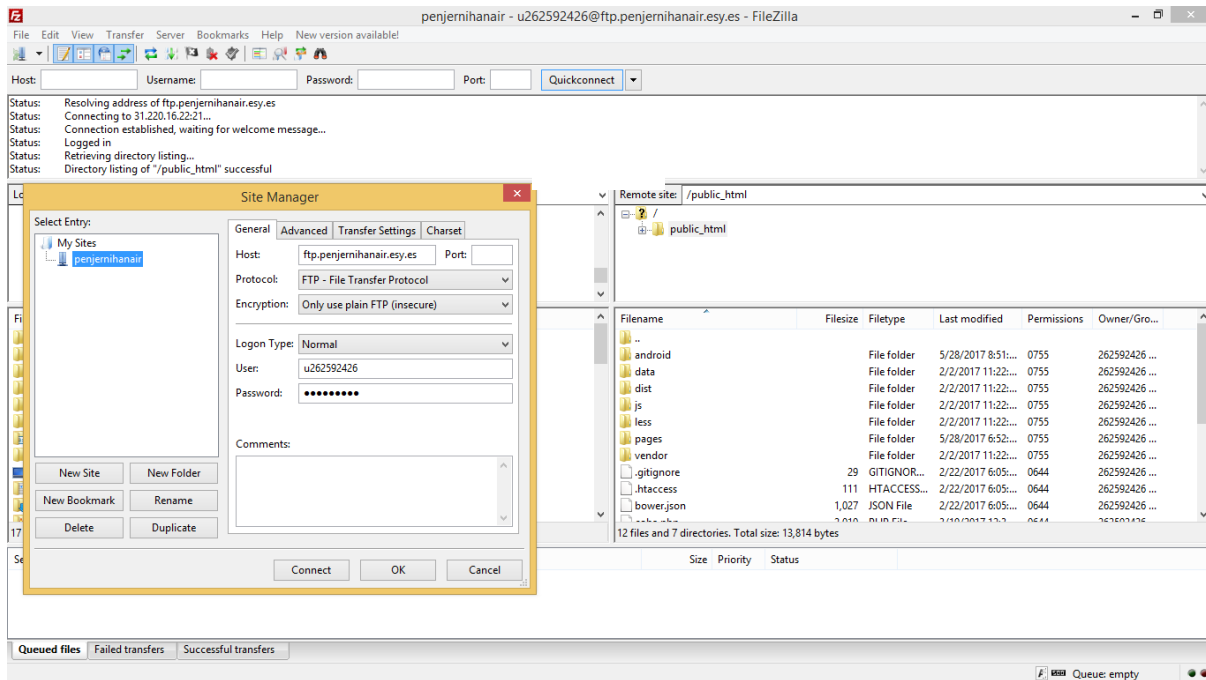 penjernihanair - u262592426@ftp.penjernihanair.esy.es - FileZilla
File Edit View Transfer Server Bookmarks Help New version available!
Host: Username: Password: Port: Quickconnect
Status: Resolving address of ftp.penjernihanair.esy.es
Status: Connecting to 31.220.16.22:21...
Status: Connection established, waiting for welcome message...
Status: Logged in
Status: Retrieving directory listing...
Status: Directory listing of "/public_html" successful
Site Manager
Select Entry:
My Sites
penjernihanair
New Site New Folder
New Bookmark Rename
Delete Duplicate
General Advanced Transfer Settings Charset
Host: ftp.penjernihanair.esy.es Port:
Protocol: FTP - File Transfer Protocol
Encryption: Only use plain FTP (insecure)
Logon Type: Normal
User: u262592426
Password: •••••••••
Comments:
Connect OK Cancel
Remote site: /public_html
/
public_html
Filename Filesize Filetype Last modified Permissions Owner/Gro...
..
android File folder 5/28/2017 8:51:... 0755 262592426 ...
data File folder 2/2/2017 11:22:... 0755 262592426 ...
dist File folder 2/2/2017 11:22:... 0755 262592426 ...
js File folder 2/2/2017 11:22:... 0755 262592426 ...
less File folder 2/2/2017 11:22:... 0755 262592426 ...
pages File folder 5/28/2017 6:52:... 0755 262592426 ...
vendor File folder 2/2/2017 11:22:... 0755 262592426 ...
.gitignore 29 GITIGNOR... 2/22/2017 6:05:... 0644 262592426 ...
.htaccess 111 HTACCESS... 2/22/2017 6:05:... 0644 262592426 ...
bower.json 1,027 JSON File 2/22/2017 6:05:... 0644 262592426 ...
12 files and 7 directories. Total size: 13,814 bytes
Size Priority Status
Queued files Failed transfers Successful transfers
Queue: empty